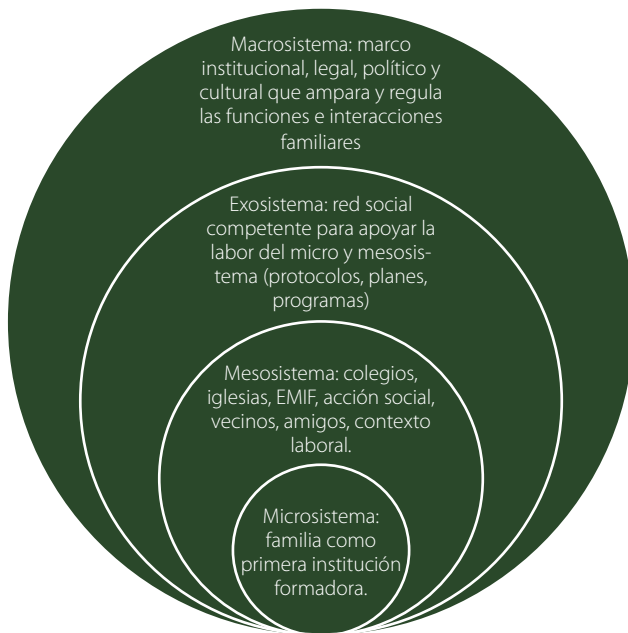 Macrosistema: marco
institucional, legal, político y
cultural que ampara y regula
las funciones e interacciones
familiares
Exosistema: red social
competente para apoyar la
labor del micro y mesosis-
tema (protocolos, planes,
programas)
Mesosistema: colegios,
iglesias, EMIF, acción social,
vecinos, amigos, contexto
laboral.
Microsistema:
familia como
primera institución
formadora.